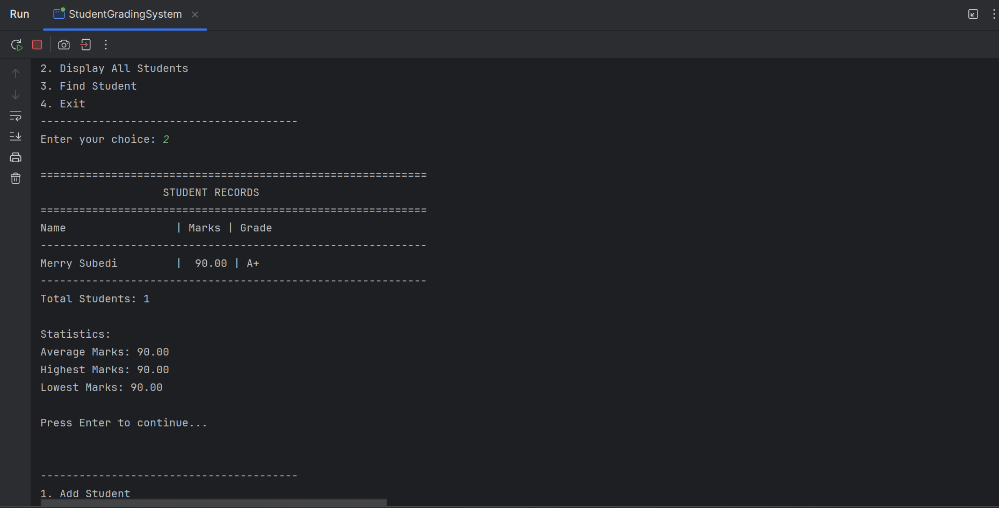 Run StudentGradingSystem
2. Display All Students
3. Find Student
4. Exit
----------------------------------------
Enter your choice: 2
============================================================
                   STUDENT RECORDS
============================================================
Name                 | Marks | Grade
------------------------------------------------------------
Merry Subedi         |  90.00 | A+
------------------------------------------------------------
Total Students: 1
Statistics:
Average Marks: 90.00
Highest Marks: 90.00
Lowest Marks: 90.00
Press Enter to continue...
----------------------------------------
1. Add Student